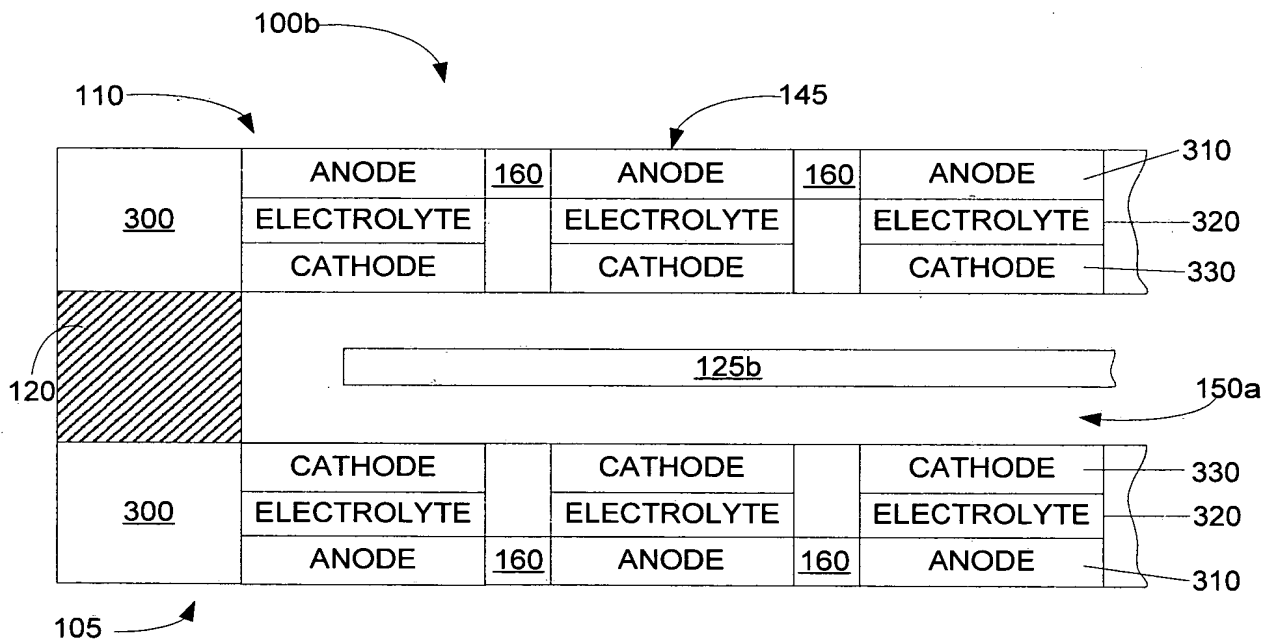 100b
110
145
ANODE 160 ANODE 160 ANODE 310
300 ELECTROLYTE ELECTROLYTE ELECTROLYTE 320
CATHODE CATHODE CATHODE 330
125b
120
150a
CATHODE CATHODE CATHODE 330
300 ELECTROLYTE ELECTROLYTE ELECTROLYTE 320
ANODE 160 ANODE 160 ANODE 310
105